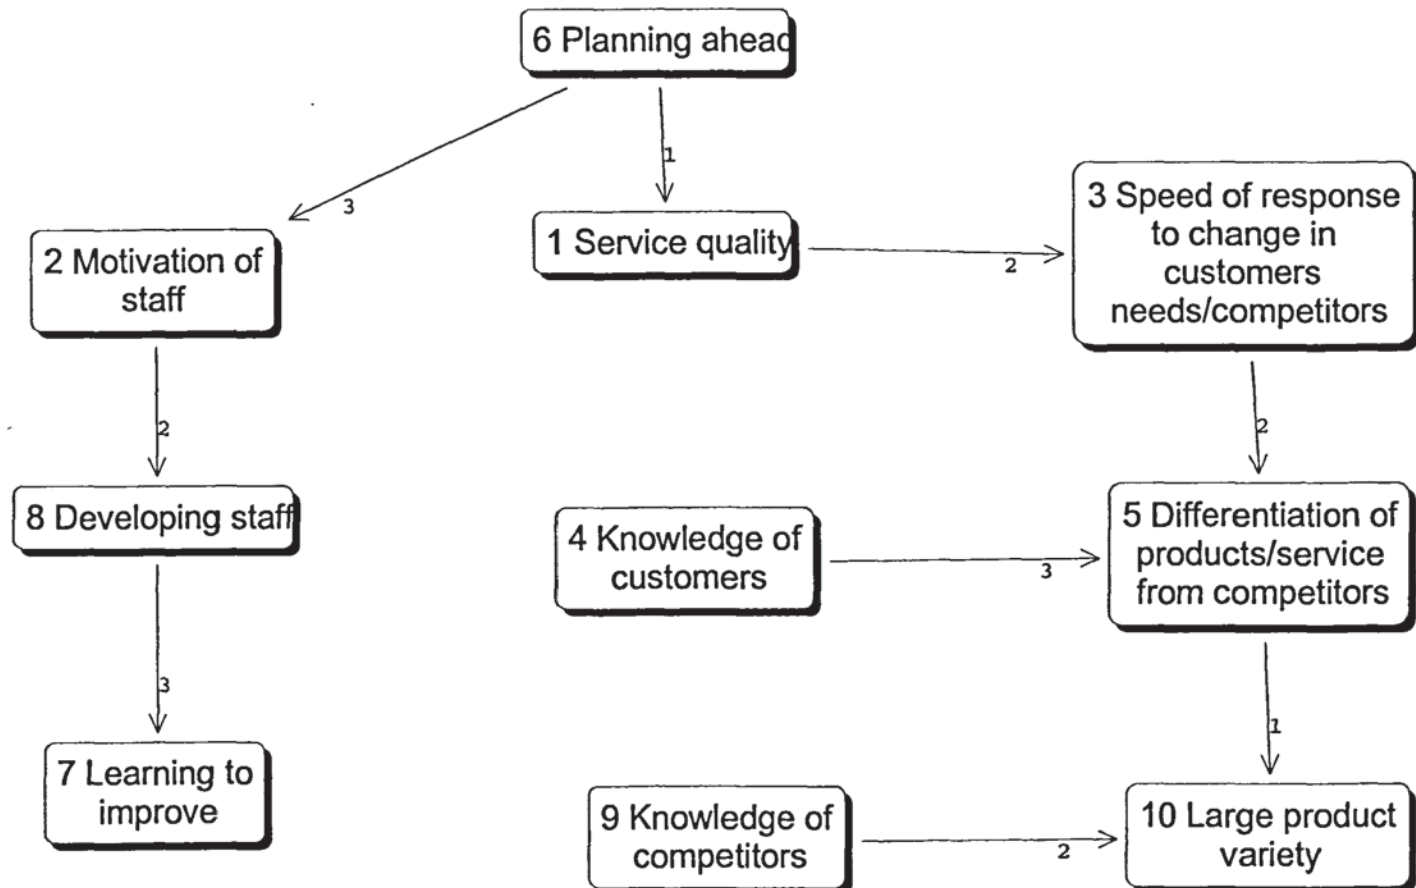 6 Planning ahead
3
1
2 Motivation of
staff
1 Service quality
2
3 Speed of response
to change in
customers
needs/competitors
2
2
8 Developing staff
4 Knowledge of
customers
3
5 Differentiation of
products/service
from competitors
3
1
7 Learning to
improve
9 Knowledge of
competitors
2
10 Large product
variety